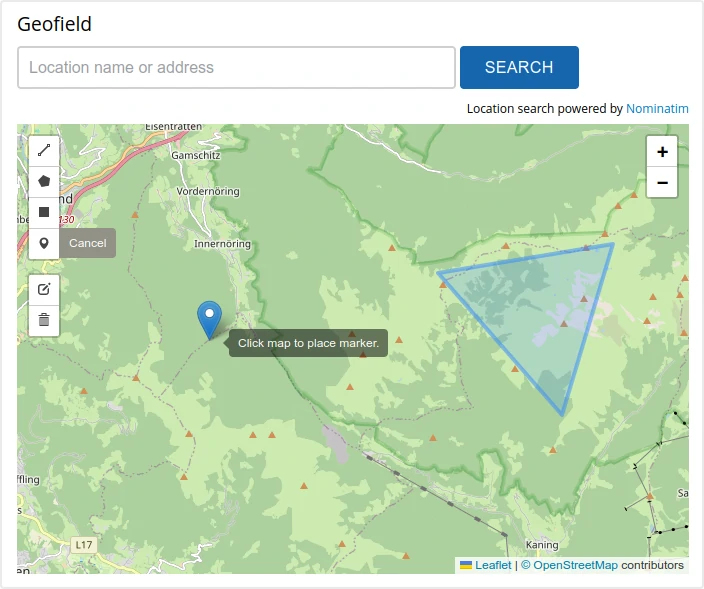 Geofield
Location name or address
SEARCH
Location search powered by Nominatim
Eisentratten
Gamschitz
+
Vordernöring
−
130
Cancel
Innernöring
Click map to place marker.
L17
Kaning
Leaflet | © OpenStreetMap contributors